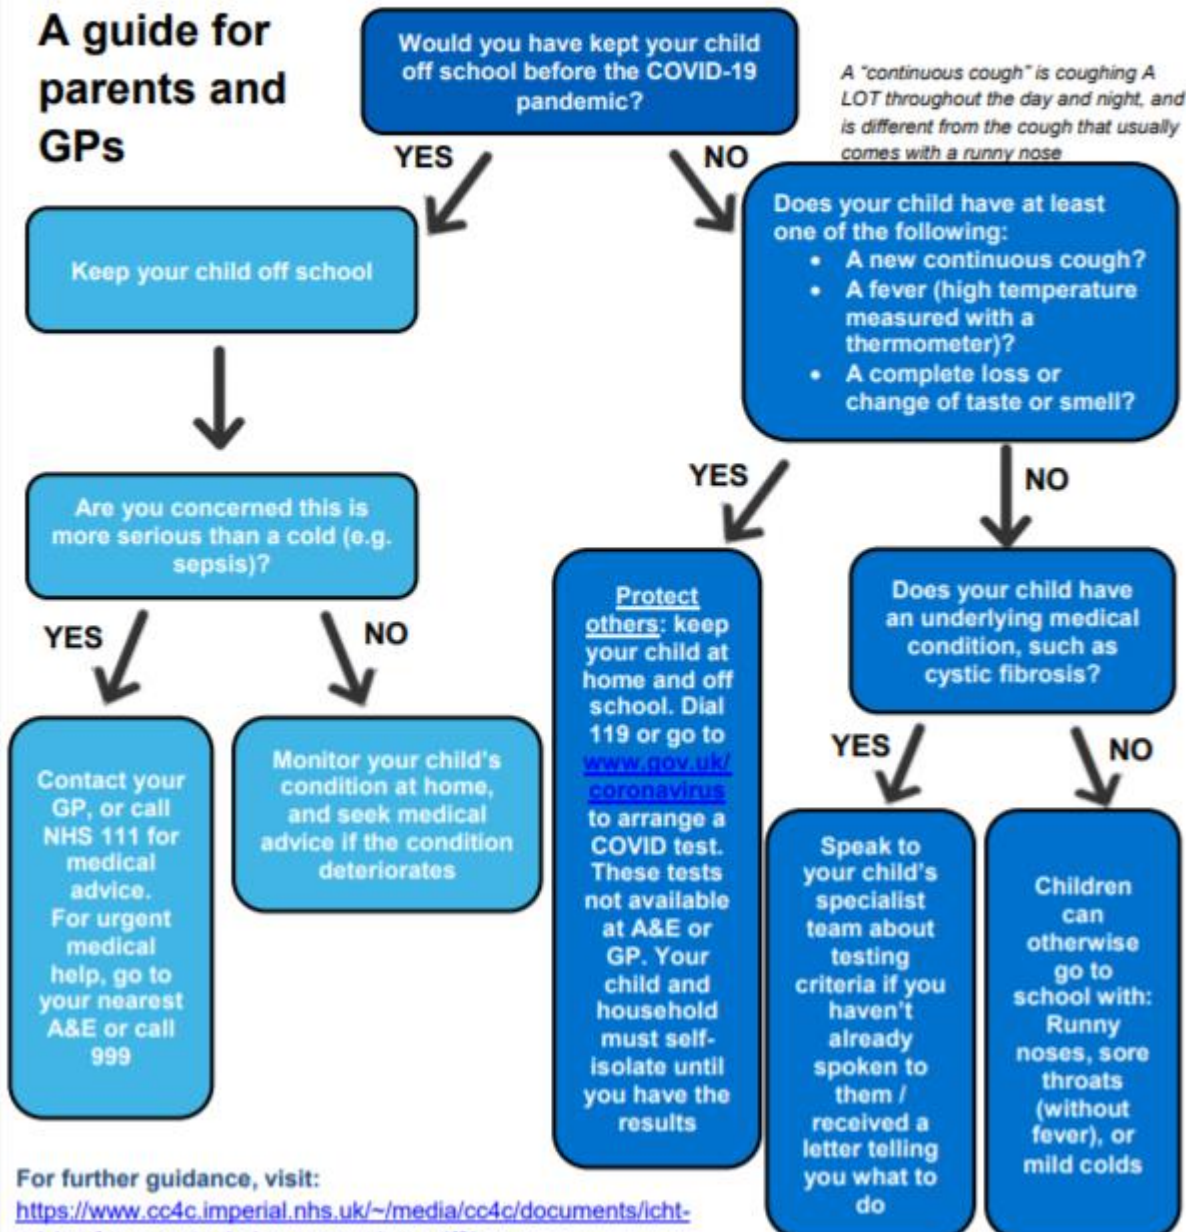 A guide for
parents and
GPs
Would you have kept your child
off school before the COVID-19
pandemic?
A "continuous cough" is coughing A
LOT throughout the day and night, and
is different from the cough that usually
comes with a runny nose
YES
NO
Keep your child off school
Does your child have at least
one of the following:
• A new continuous cough?
• A fever (high temperature
measured with a
thermometer)?
• A complete loss or
change of taste or smell?
Are you concerned this is
more serious than a cold (e.g.
sepsis)?
YES
NO
YES
NO
Contact your
GP, or call
NHS 111 for
medical
advice.
For urgent
medical
help, go to
your nearest
A&E or call
999
Monitor your child's
condition at home,
and seek medical
advice if the condition
deteriorates
Protect
others: keep
your child at
home and off
school. Dial
119 or go to
www.gov.uk/
coronavirus
to arrange a
COVID test.
These tests
not available
at A&E or
GP. Your
child and
household
must self-
isolate until
you have the
results
Does your child have
an underlying medical
condition, such as
cystic fibrosis?
YES
NO
Speak to
your child's
specialist
team about
testing
criteria if you
haven't
already
spoken to
them /
received a
letter telling
you what to
do
Children
can
otherwise
go to
school with:
Runny
noses, sore
throats
(without
fever), or
mild colds
For further guidance, visit:
https://www.cc4c.imperial.nhs.uk/~/media/cc4c/documents/icht-